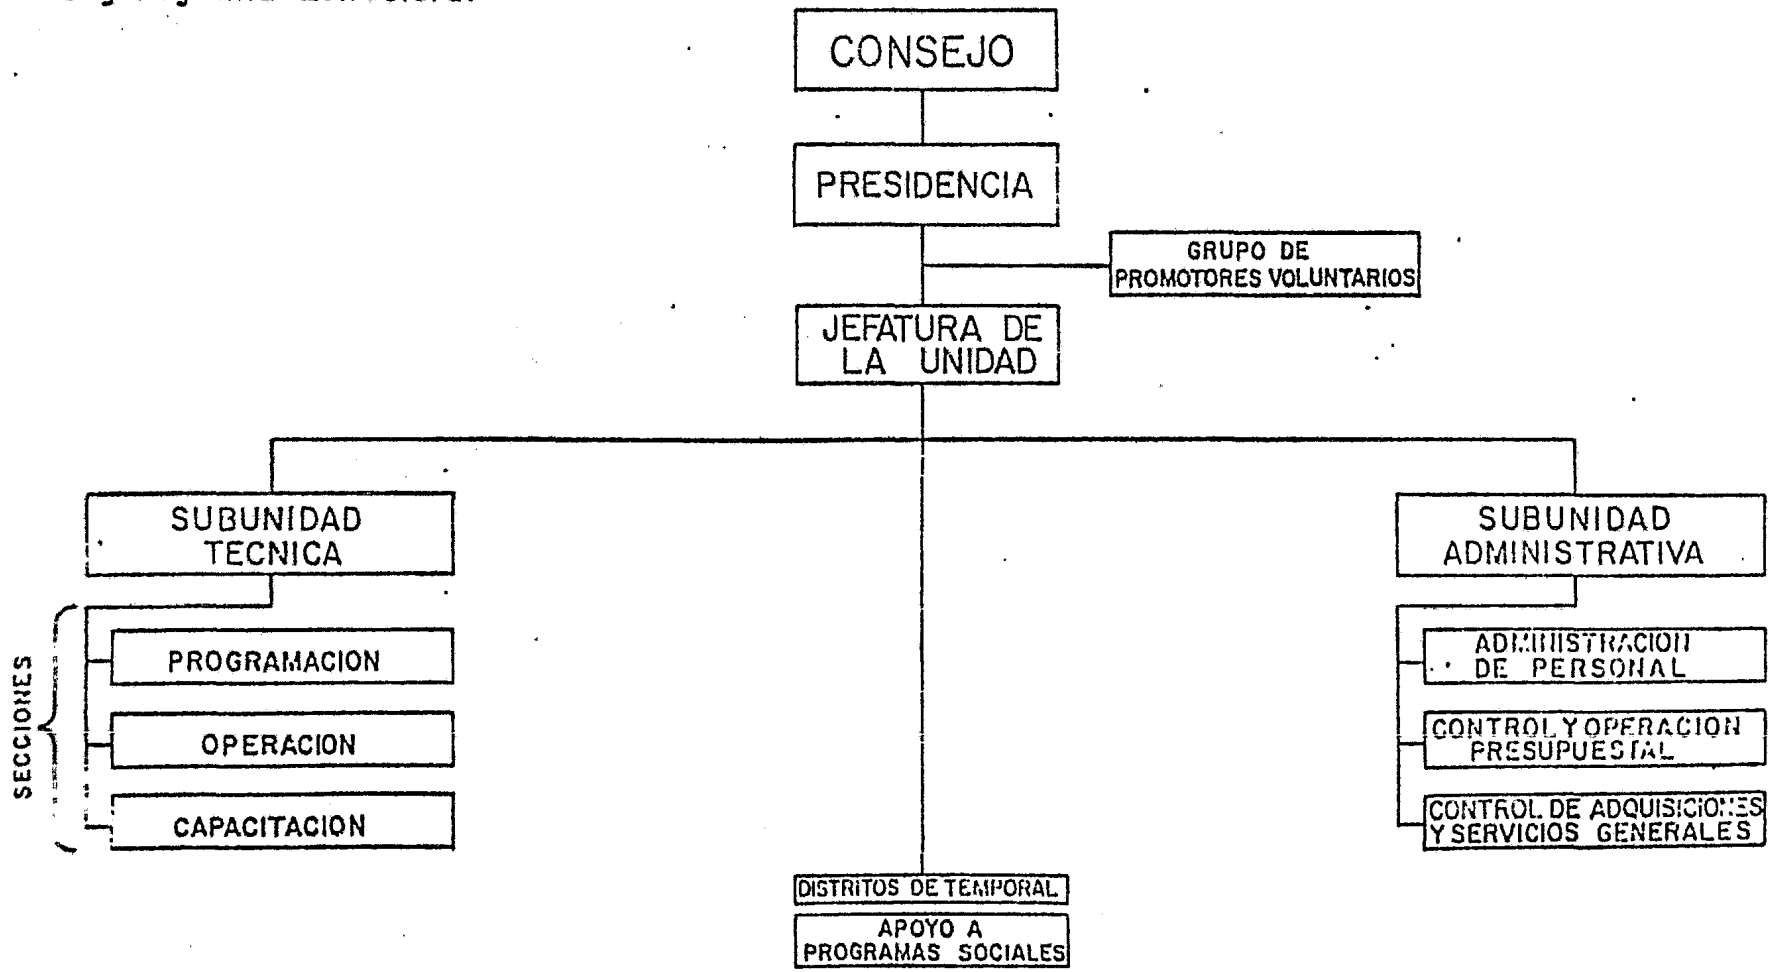 CONSEJO
PRESIDENCIA
GRUPO DE
PROMOTORES VOLUNTARIOS
JEFATURA DE
LA UNIDAD
SUBUNIDAD
TECNICA
SUBUNIDAD
ADMINISTRATIVA
SECCIONES
PROGRAMACION
OPERACION
CAPACITACION
ADMINISTRACION
DE PERSONAL
CONTROL Y OPERACION
PRESUPUESTAL
CONTROL DE ADQUISICIONES
Y SERVICIOS GENERALES
DISTRITOS DE TEMPORAL
APOYO A
PROGRAMAS SOCIALES